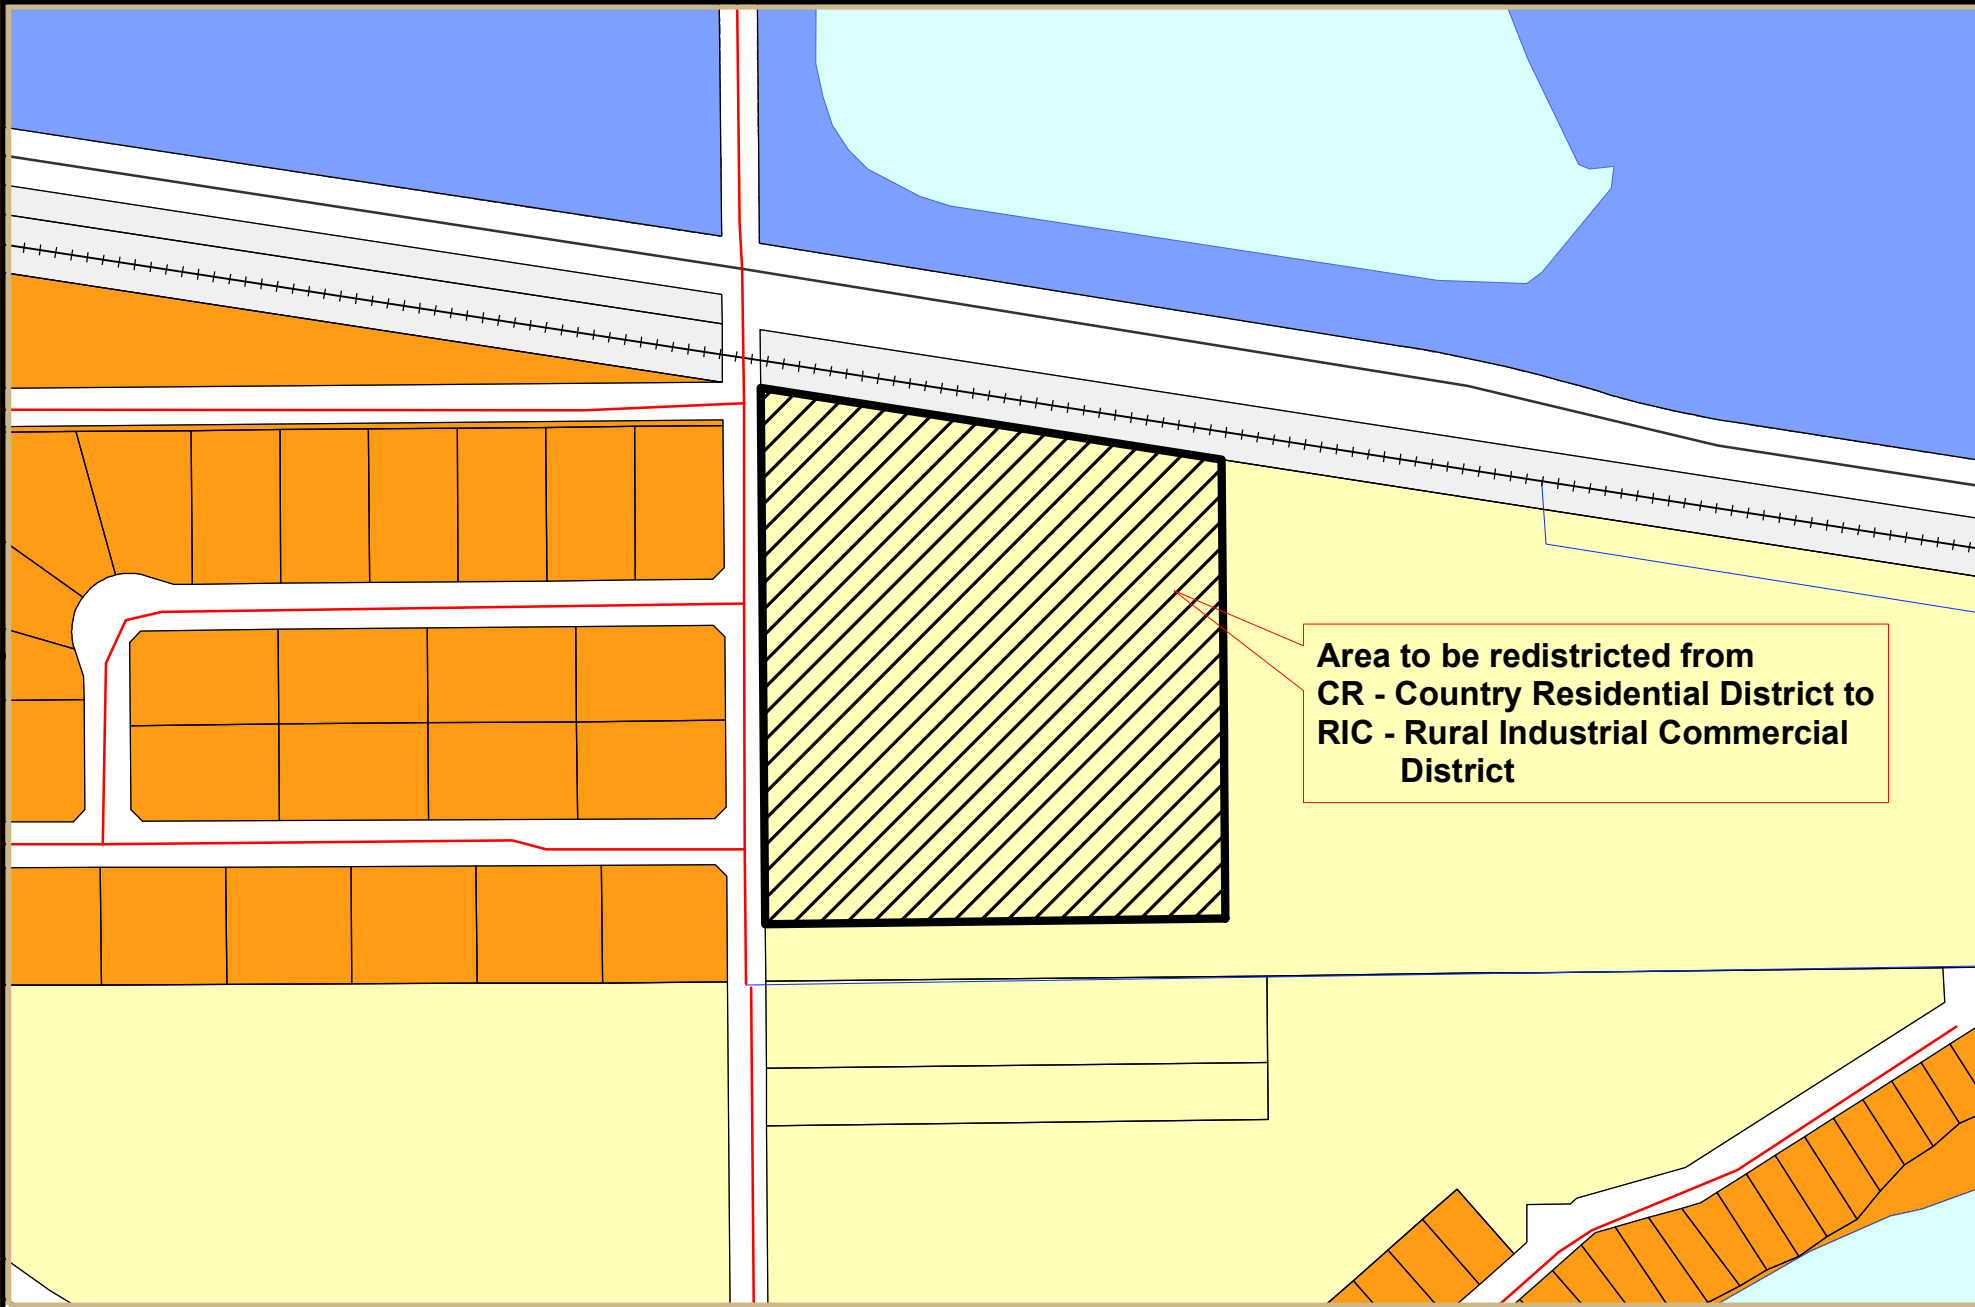 Area to be redistricted from
CR - Country Residential District to
RIC - Rural Industrial Commercial
District